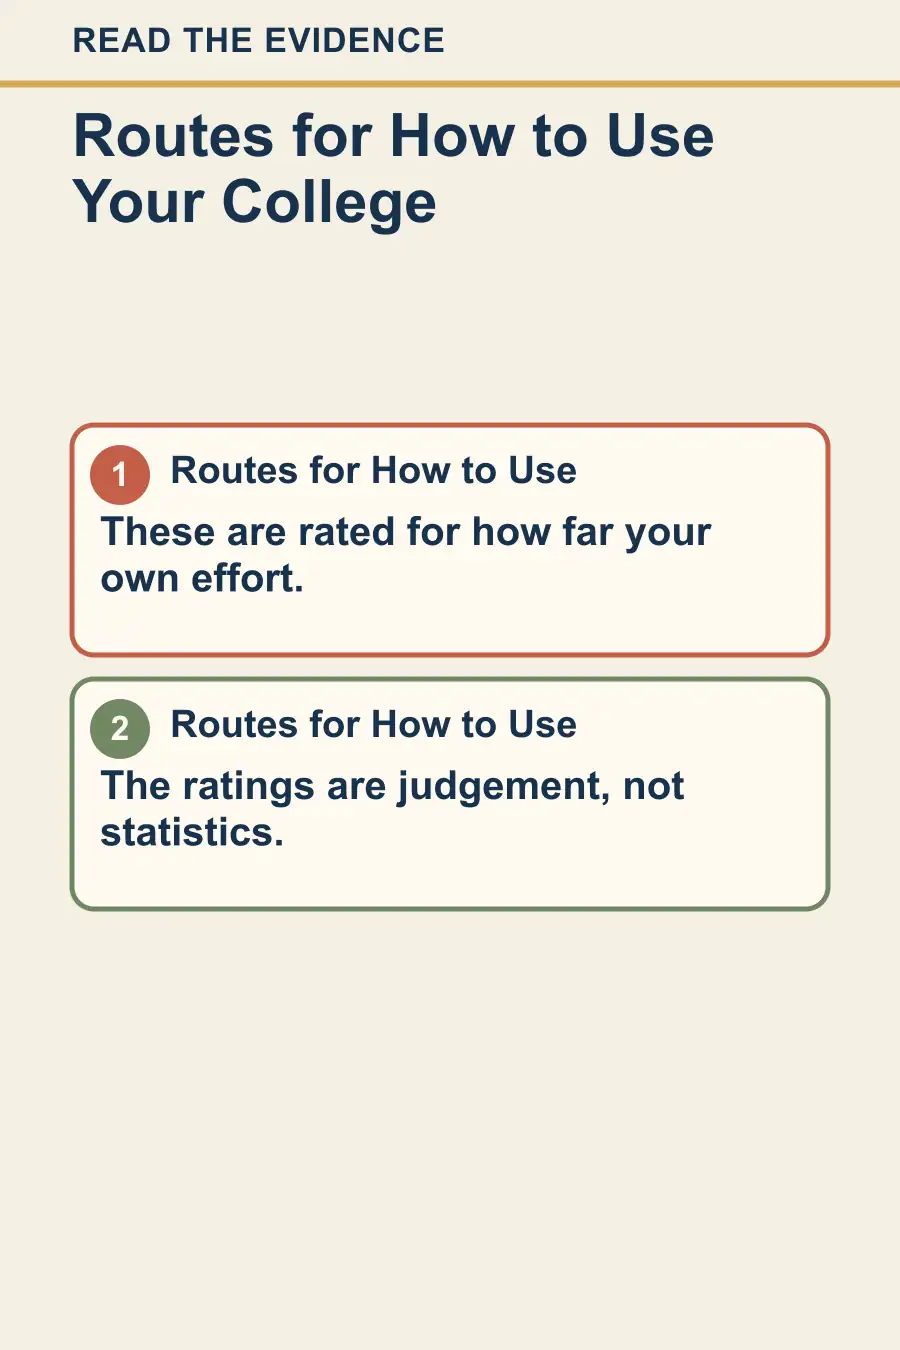 READ THE EVIDENCE
Routes for How to Use
Your College
1 Routes for How to Use
These are rated for how far your
own effort.
2 Routes for How to Use
The ratings are judgement, not
statistics.